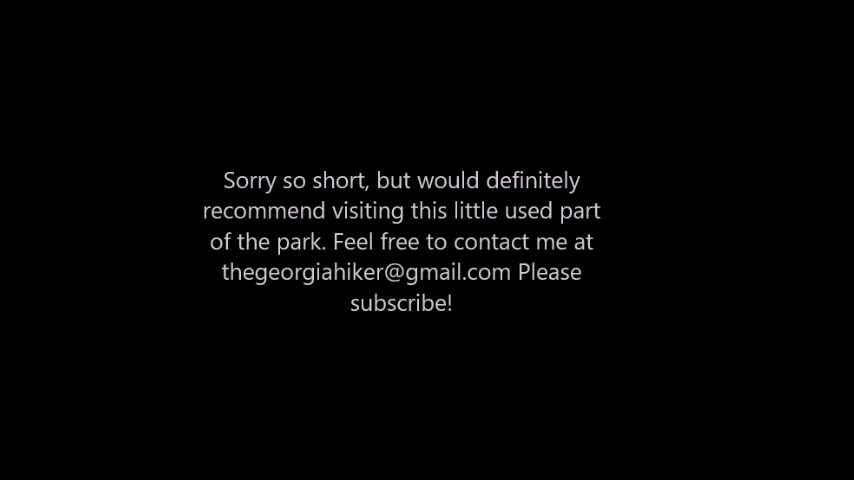 Sorry so short, but would definitely
recommend visiting this little used part
of the park. Feel free to contact me at
thegeorgiahiker@gmail.com Please
subscribe!